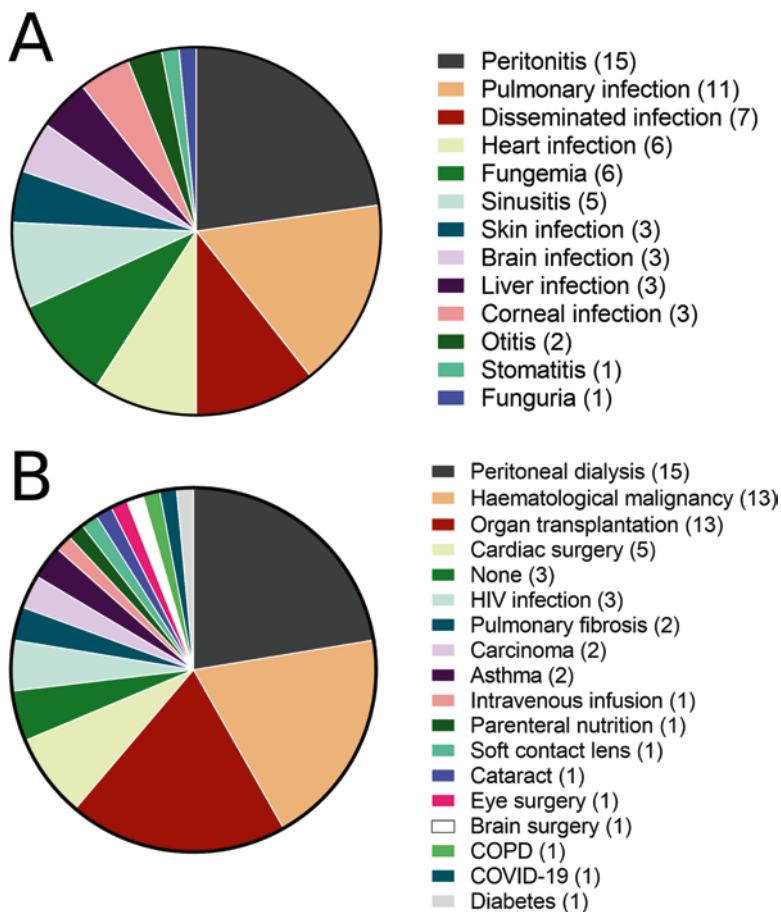 A
Peritonitis (15)
Pulmonary infection (11)
Disseminated infection (7)
Heart infection (6)
Fungemia (6)
Sinusitis (5)
Skin infection (3)
Brain infection (3)
Liver infection (3)
Corneal infection (3)
Otitis (2)
Stomatitis (1)
Funguria (1)
B
Peritoneal dialysis (15)
Haematological malignancy (13)
Organ transplantation (13)
Cardiac surgery (5)
None (3)
HIV infection (3)
Pulmonary fibrosis (2)
Carcinoma (2)
Asthma (2)
Intravenous infusion (1)
Parenteral nutrition (1)
Soft contact lens (1)
Cataract (1)
Eye surgery (1)
Brain surgery (1)
COPD (1)
COVID-19 (1)
Diabetes (1)